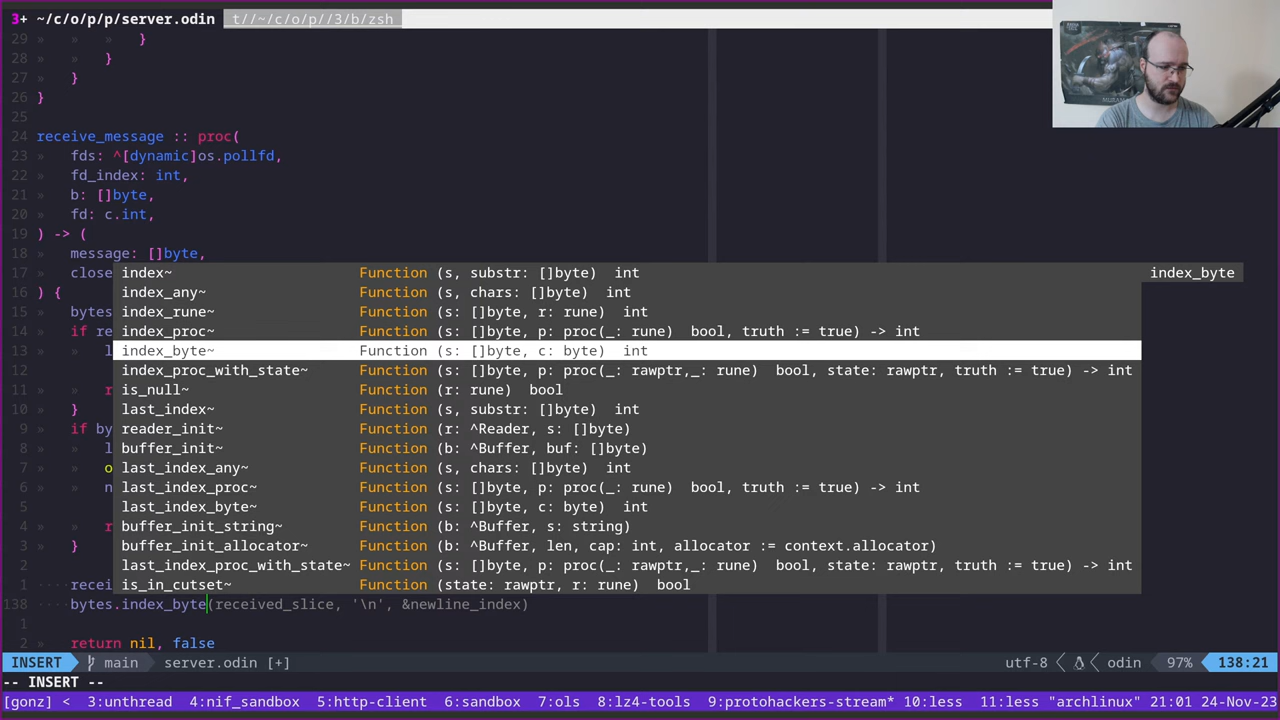 3+ ~/c/o/p/p/server.odin  t//~/c/o/p//3/b/zsh
29 » » » }
28 » » }
27 » }
26 }
25
24 receive_message :: proc(
23 » fds: ^[dynamic]os.pollfd,
22 » fd_index: int,
21 » b: []byte,
20 » fd: c.int,
19 ) -> (
18 » message: []byte,
17 » close index~ Function (s, substr: []byte) int index_byte
16 ) { index_any~ Function (s, chars: []byte) int
15 » bytes index_rune~ Function (s: []byte, r: rune) int
14 » if re index_proc~ Function (s: []byte, p: proc(_: rune) bool, truth := true) -> int
13 » » l index_byte~ Function (s: []byte, c: byte) int
12 index_proc_with_state~ Function (s: []byte, p: proc(_: rawptr,_: rune) bool, state: rawptr, truth := true) -> int
11 » » r is_null~ Function (r: rune) bool
10 » } last_index~ Function (s, substr: []byte) int
9 » if by reader_init~ Function (r: ^Reader, s: []byte)
8 » » l buffer_init~ Function (b: ^Buffer, buf: []byte)
7 » » o last_index_any~ Function (s, chars: []byte) int
6 » » n last_index_proc~ Function (s: []byte, p: proc(_: rune) bool, truth := true) -> int
5 last_index_byte~ Function (s: []byte, c: byte) int
4 » » r buffer_init_string~ Function (b: ^Buffer, s: string)
3 » } buffer_init_allocator~ Function (b: ^Buffer, len, cap: int, allocator := context.allocator)
2 last_index_proc_with_state~ Function (s: []byte, p: proc(_: rawptr,_: rune) bool, state: rawptr, truth := true) -> int
1 ···· recei is_in_cutset~ Function (state: rawptr, r: rune) bool
138 ···· bytes.index_byte(received_slice, '\n', &newline_index)
1
2 » return nil, false
INSERT main server.odin [+] utf-8 odin 97% 138:21
-- INSERT --
[gonz] < 3:unthread 4:nif_sandbox 5:http-client 6:sandbox 7:ols 8:lz4-tools 9:protohackers-stream* 10:less 11:less "archlinux" 21:01 24-Nov-23